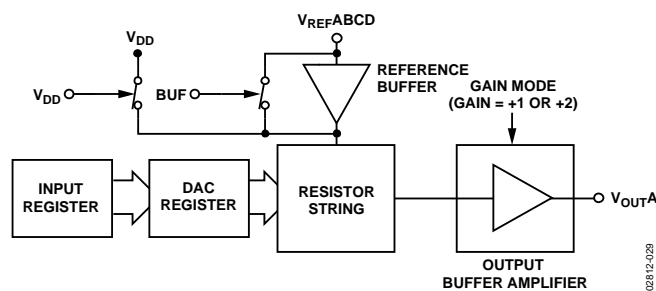 VREFABCD
VDD
VDD
BUF
REFERENCE
BUFFER
GAIN MODE
(GAIN = +1 OR +2)
INPUT
REGISTER
DAC
REGISTER
RESISTOR
STRING
VOUTA
OUTPUT
BUFFER AMPLIFIER
02812-029